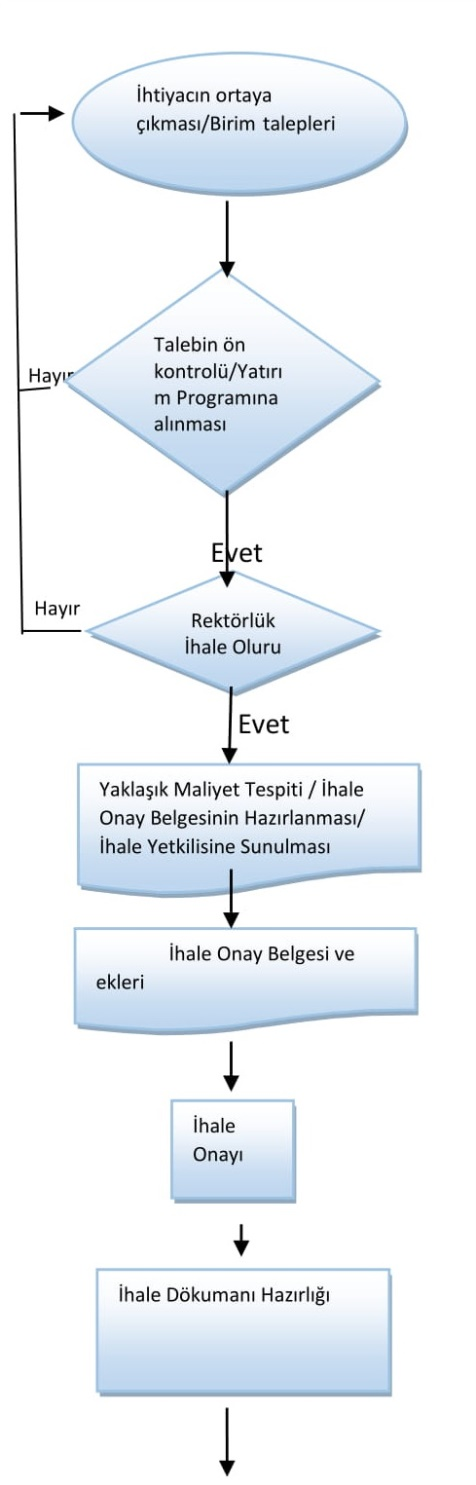 İhtiyacın ortaya
çıkması/Birim talepleri
Talebin ön
kontrolü/Yatırı
m Programına
alınması
Hayır
Evet
Hayır
Rektörlük
İhale Oluru
Evet
Yaklaşık Maliyet Tespiti / İhale
Onay Belgesinin Hazırlanması/
İhale Yetkilisine Sunulması
İhale Onay Belgesi ve
ekleri
İhale
Onayı
İhale Dökumanı Hazırlığı